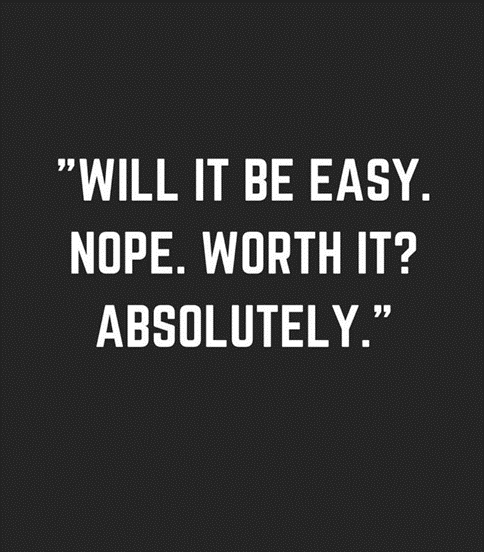 ”WILL IT BE EASY.
NOPE. WORTH IT?
ABSOLUTELY.”